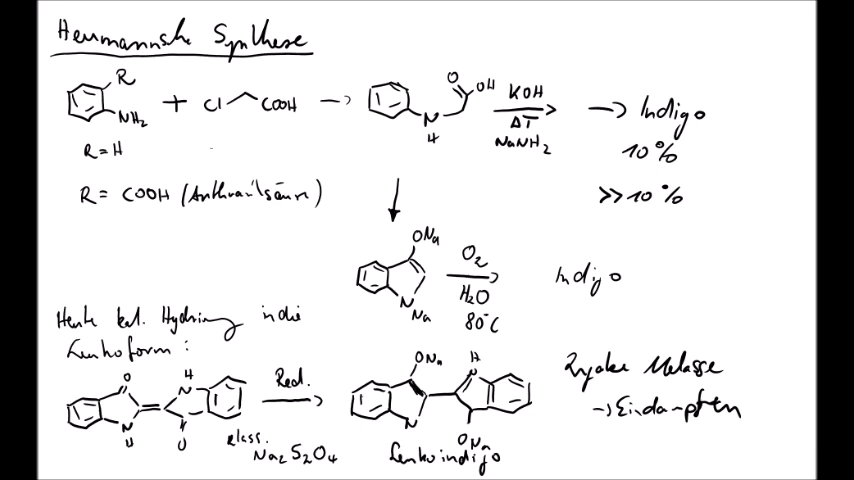 Heumannsche Synthese
R
NH₂ + Cl COOH → O OH N H KOH ΔT NaNH₂ → Indigo
R = H 10 %
R = COOH (Anthranilsäure) >> 10 %
ONa N Na O₂ H₂O 80°C Indigo
Heute kat. Hydrierung in die
Leukoform :
O N H H N O Red. klass. Na₂S₂O₄ ONa N H N ONa Melasse
→ Eindampfen
Leukoindigo